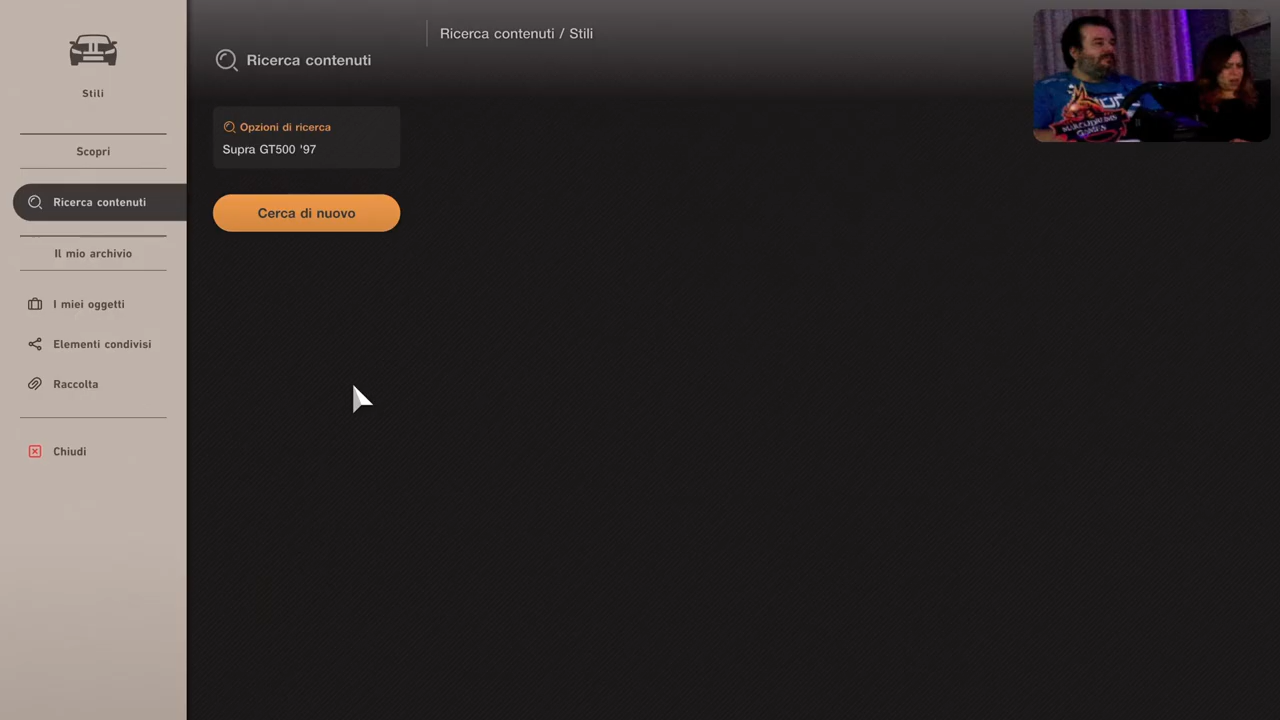 Stili
Scopri
Ricerca contenuti
Il mio archivio
I miei oggetti
Elementi condivisi
Raccolta
Chiudi
Ricerca contenuti
Ricerca contenuti / Stili
Opzioni di ricerca
Supra GT500 '97
Cerca di nuovo
GAMES